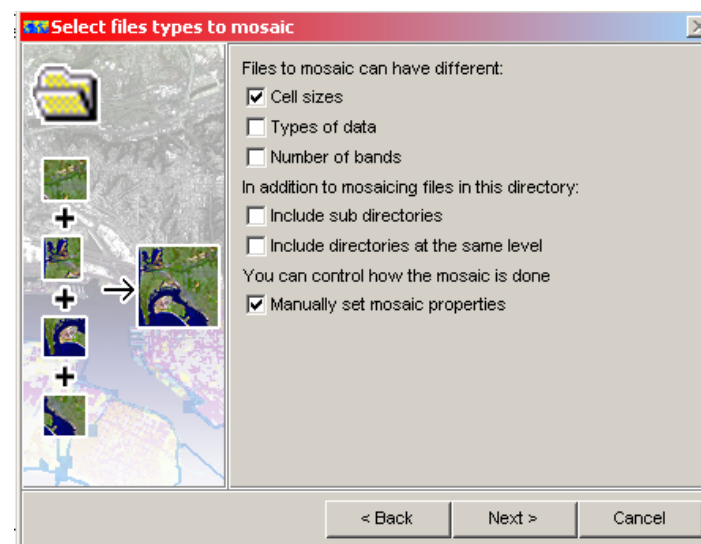 Select files types to mosaic
Files to mosaic can have different:
Cell sizes
Types of data
Number of bands
In addition to mosaicing files in this directory:
Include sub directories
Include directories at the same level
You can control how the mosaic is done
Manually set mosaic properties
< Back
Next >
Cancel